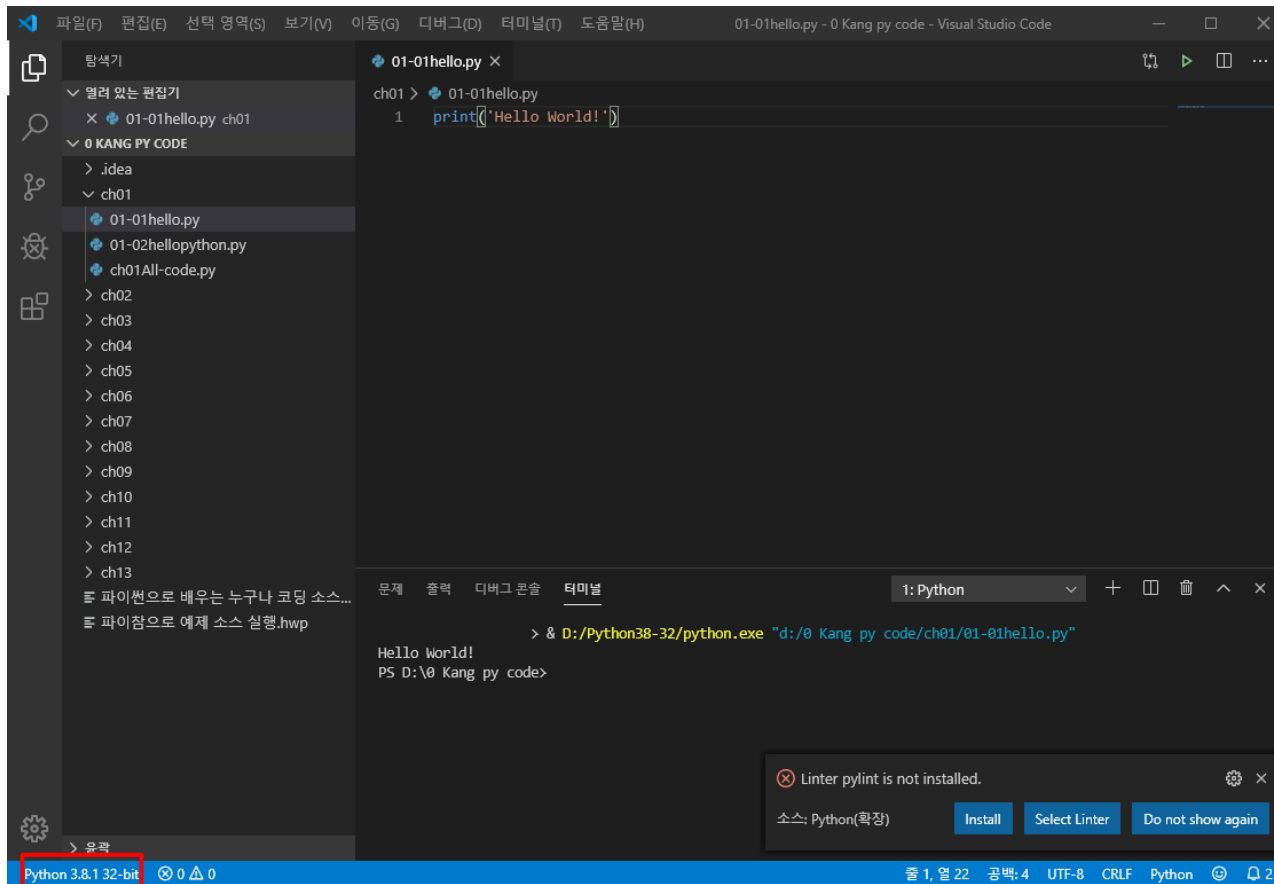 파일(F) 편집(E) 선택 영역(S) 보기(V) 이동(G) 디버그(D) 터미널(T) 도움말(H) 01-01hello.py - 0 Kang py code - Visual Studio Code
탐색기
열려 있는 편집기
01-01hello.py ch01
0 KANG PY CODE
.idea
ch01
01-01hello.py
01-02hellopython.py
ch01All-code.py
ch02
ch03
ch04
ch05
ch06
ch07
ch08
ch09
ch10
ch11
ch12
ch13
파이썬으로 배우는 누구나 코딩 소스...
파이참으로 예제 소스 실행.hwp
윤곽
01-01hello.py
ch01 > 01-01hello.py
1 print('Hello World!')
문제 출력 디버그 콘솔 터미널 1: Python
> & D:/Python38-32/python.exe "d:/0 Kang py code/ch01/01-01hello.py"
Hello World!
PS D:\0 Kang py code>
Linter pylint is not installed.
소스: Python(확장) Install Select Linter Do not show again
Python 3.8.1 32-bit 0 0 줄 1, 열 22 공백: 4 UTF-8 CRLF Python 2